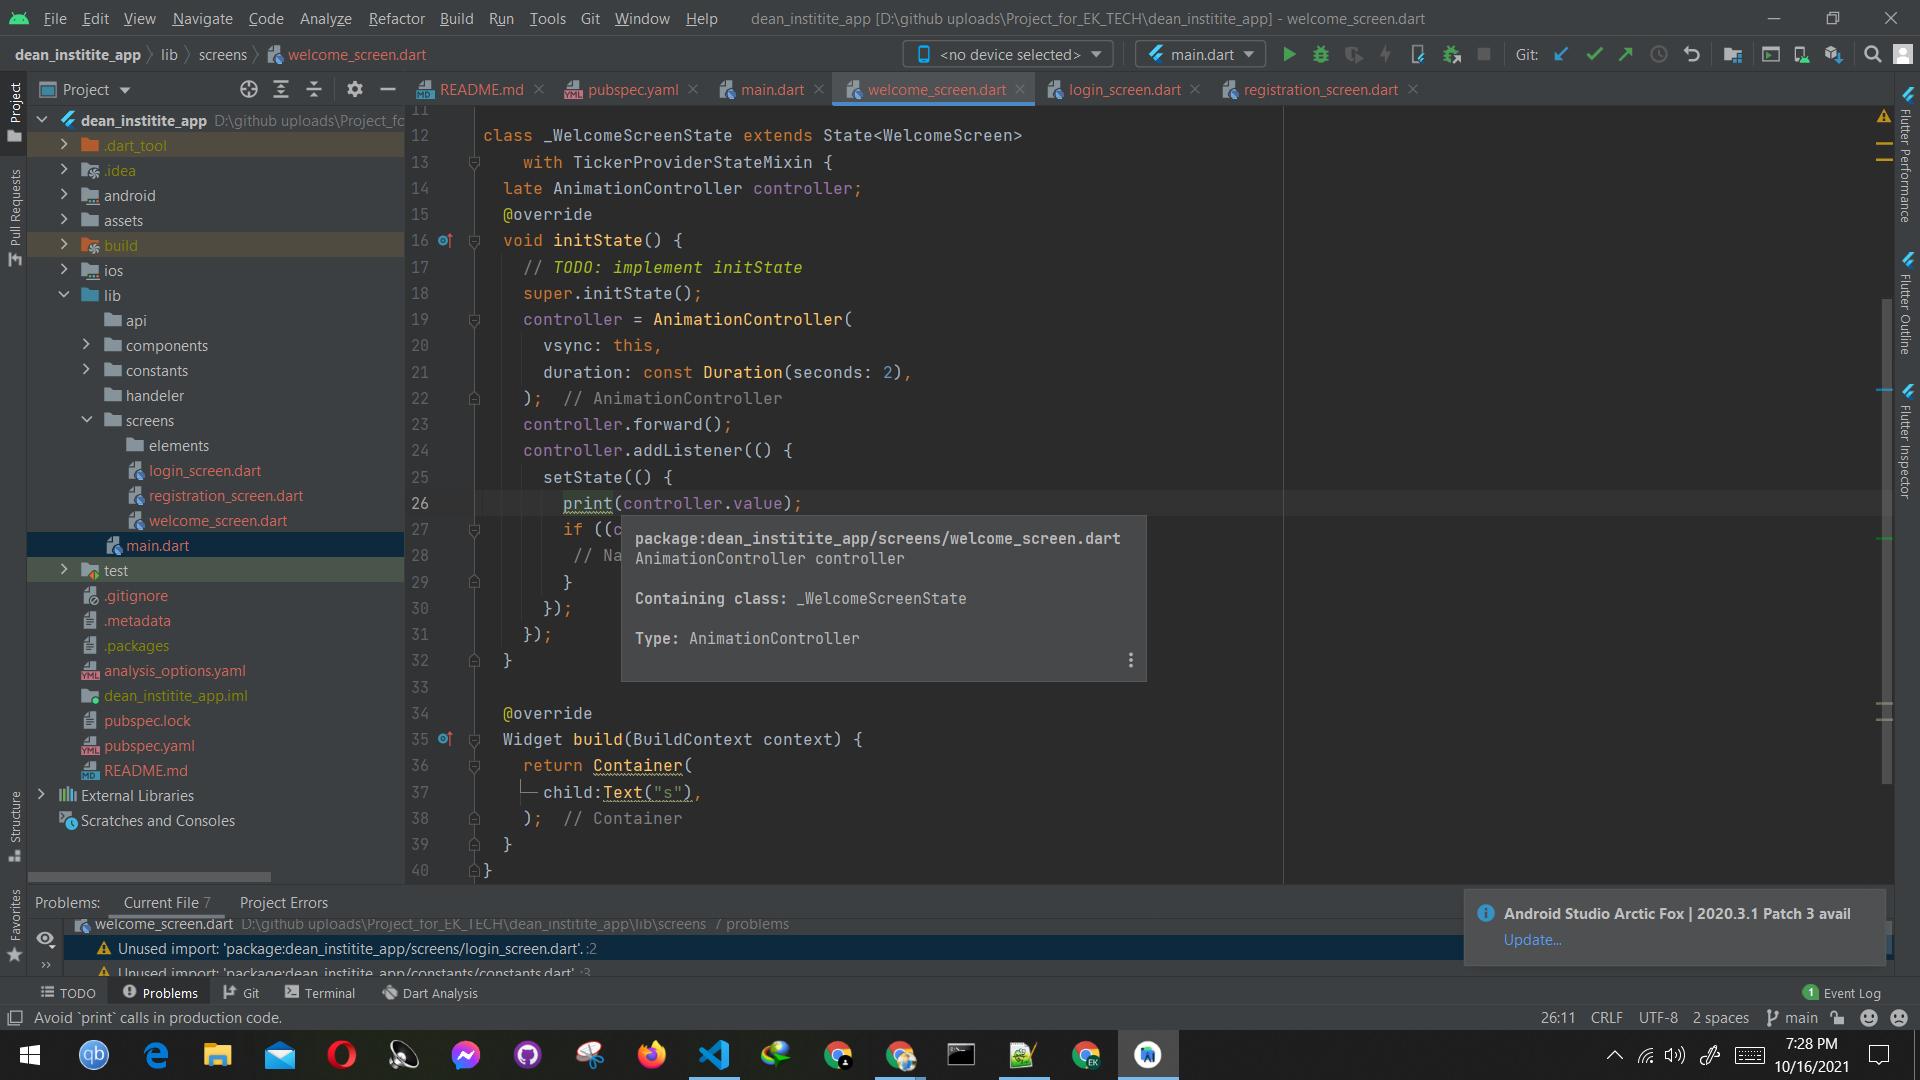 File Edit View Navigate Code Analyze Refactor Build Run Tools Git Window Help dean_institite_app [D:\github uploads\Project_for_EK_TECH\dean_institite_app] - welcome_screen.dart
dean_institite_app lib screens welcome_screen.dart <no device selected> main.dart Git:
Project README.md pubspec.yaml main.dart welcome_screen.dart login_screen.dart registration_screen.dart
Project
Pull Requests
Structure
Favorites
dean_institite_app D:\github uploads\Project_fo
.dart_tool
.idea
android
assets
build
ios
lib
api
components
constants
handeler
screens
elements
login_screen.dart
registration_screen.dart
welcome_screen.dart
main.dart
test
.gitignore
.metadata
.packages
analysis_options.yaml
dean_institite_app.iml
pubspec.lock
pubspec.yaml
README.md
External Libraries
Scratches and Consoles
11
12 class _WelcomeScreenState extends State<WelcomeScreen>
13 with TickerProviderStateMixin {
14 late AnimationController controller;
15 @override
16 void initState() {
17 // TODO: implement initState
18 super.initState();
19 controller = AnimationController(
20 vsync: this,
21 duration: const Duration(seconds: 2),
22 ); // AnimationController
23 controller.forward();
24 controller.addListener(() {
25 setState(() {
26 print(controller.value);
27 if ((c
28 // Na
29 }
30 });
31 });
32 }
33
34 @override
35 Widget build(BuildContext context) {
36 return Container(
37 child:Text("s"),
38 ); // Container
39 }
40 }
package:dean_institite_app/screens/welcome_screen.dart
AnimationController controller
Containing class: _WelcomeScreenState
Type: AnimationController
Flutter Performance
Flutter Outline
Flutter Inspector
Problems: Current File 7 Project Errors
welcome_screen.dart D:\github uploads\Project_for_EK_TECH\dean_institite_app\lib\screens 7 problems
Unused import: 'package:dean_institite_app/screens/login_screen.dart'. :2
Unused import: 'package:dean_institite_app/constants/constants.dart'. :3
Android Studio Arctic Fox | 2020.3.1 Patch 3 avail
Update...
TODO Problems Git Terminal Dart Analysis 1 Event Log
Avoid `print` calls in production code. 26:11 CRLF UTF-8 2 spaces main
qb
EK
7:28 PM
10/16/2021